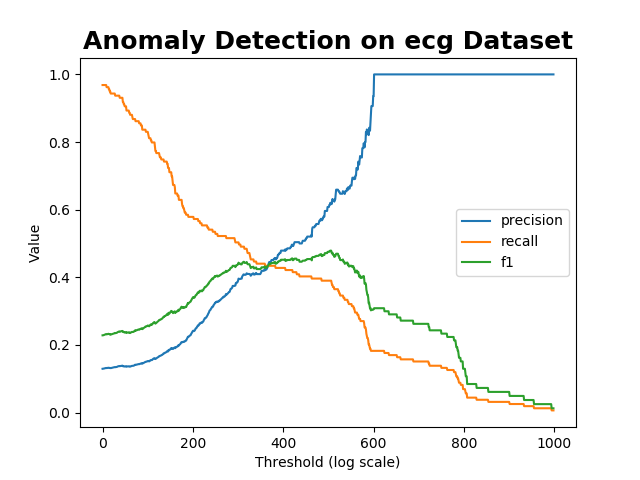 Anomaly Detection on ecg Dataset
1.0
0.8
0.6
0.4
0.2
0.0
Value
precision
recall
f1
0 200 400 600 800 1000
Threshold (log scale)